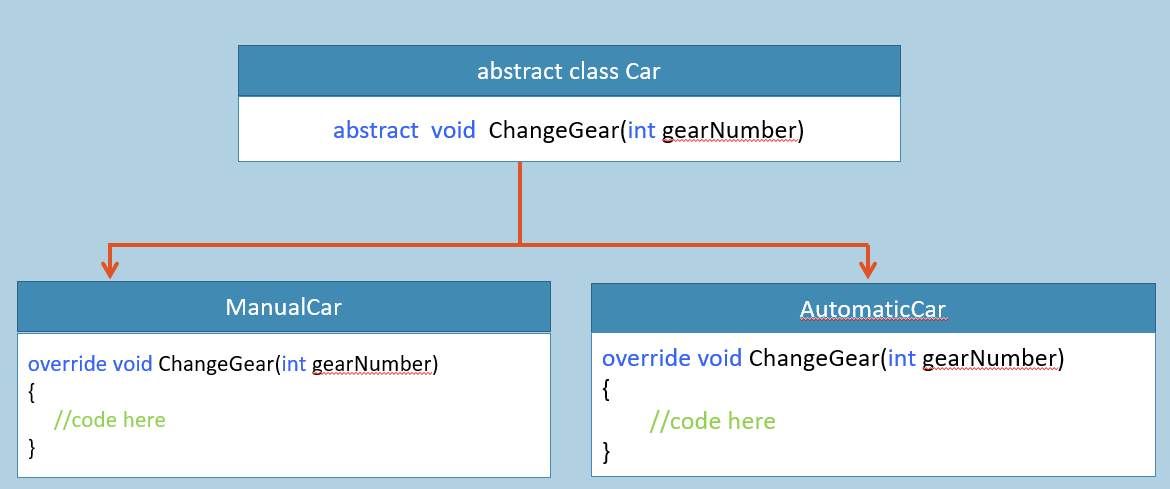 abstract class Car
abstract void ChangeGear(int gearNumber)
ManualCar
override void ChangeGear(int gearNumber)
{
//code here
}
AutomaticCar
override void ChangeGear(int gearNumber)
{
//code here
}